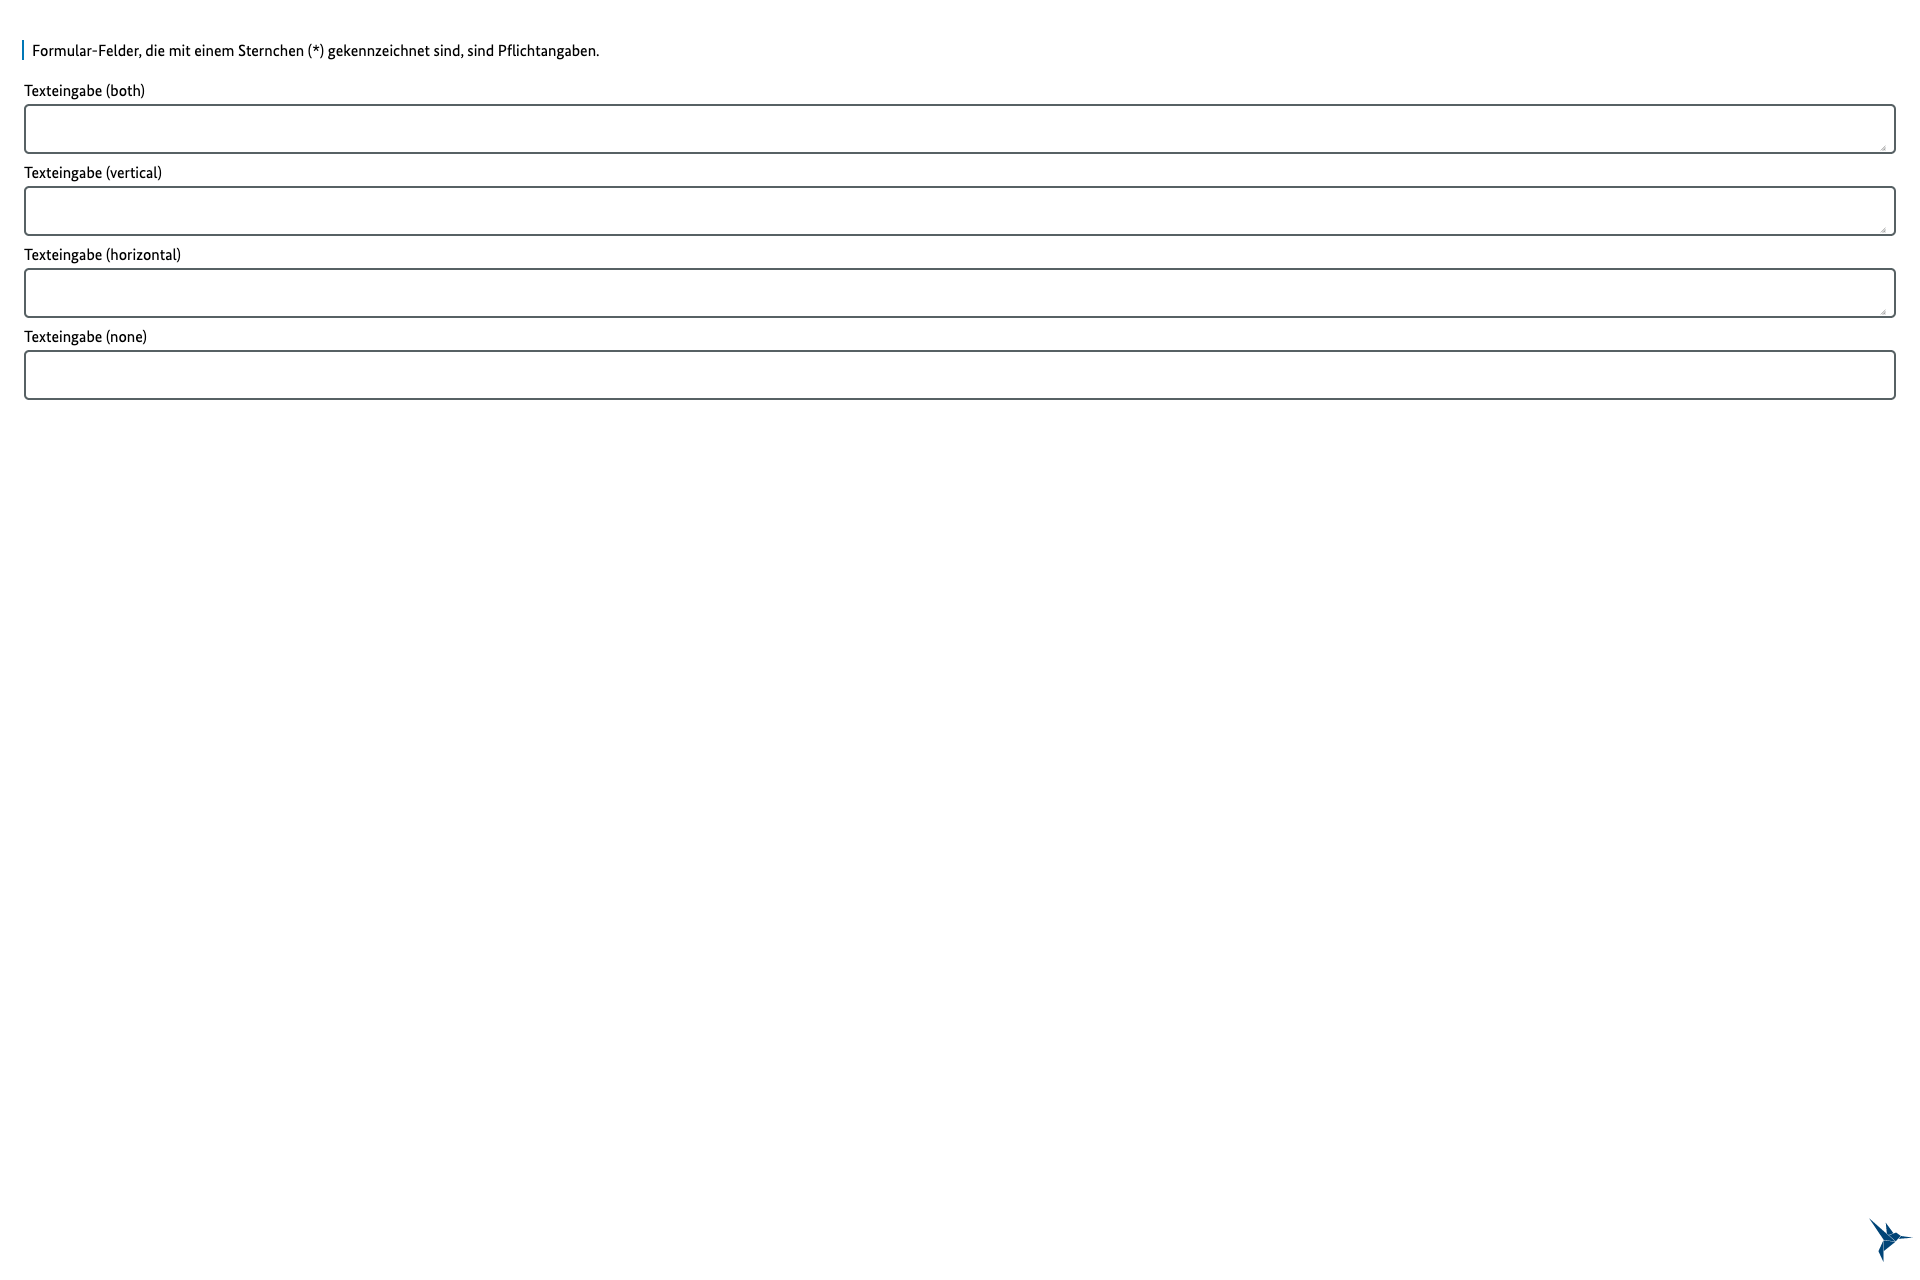 Formular-Felder, die mit einem Sternchen (*) gekennzeichnet sind, sind Pflichtangaben.
Texteingabe (both)
Texteingabe (vertical)
Texteingabe (horizontal)
Texteingabe (none)